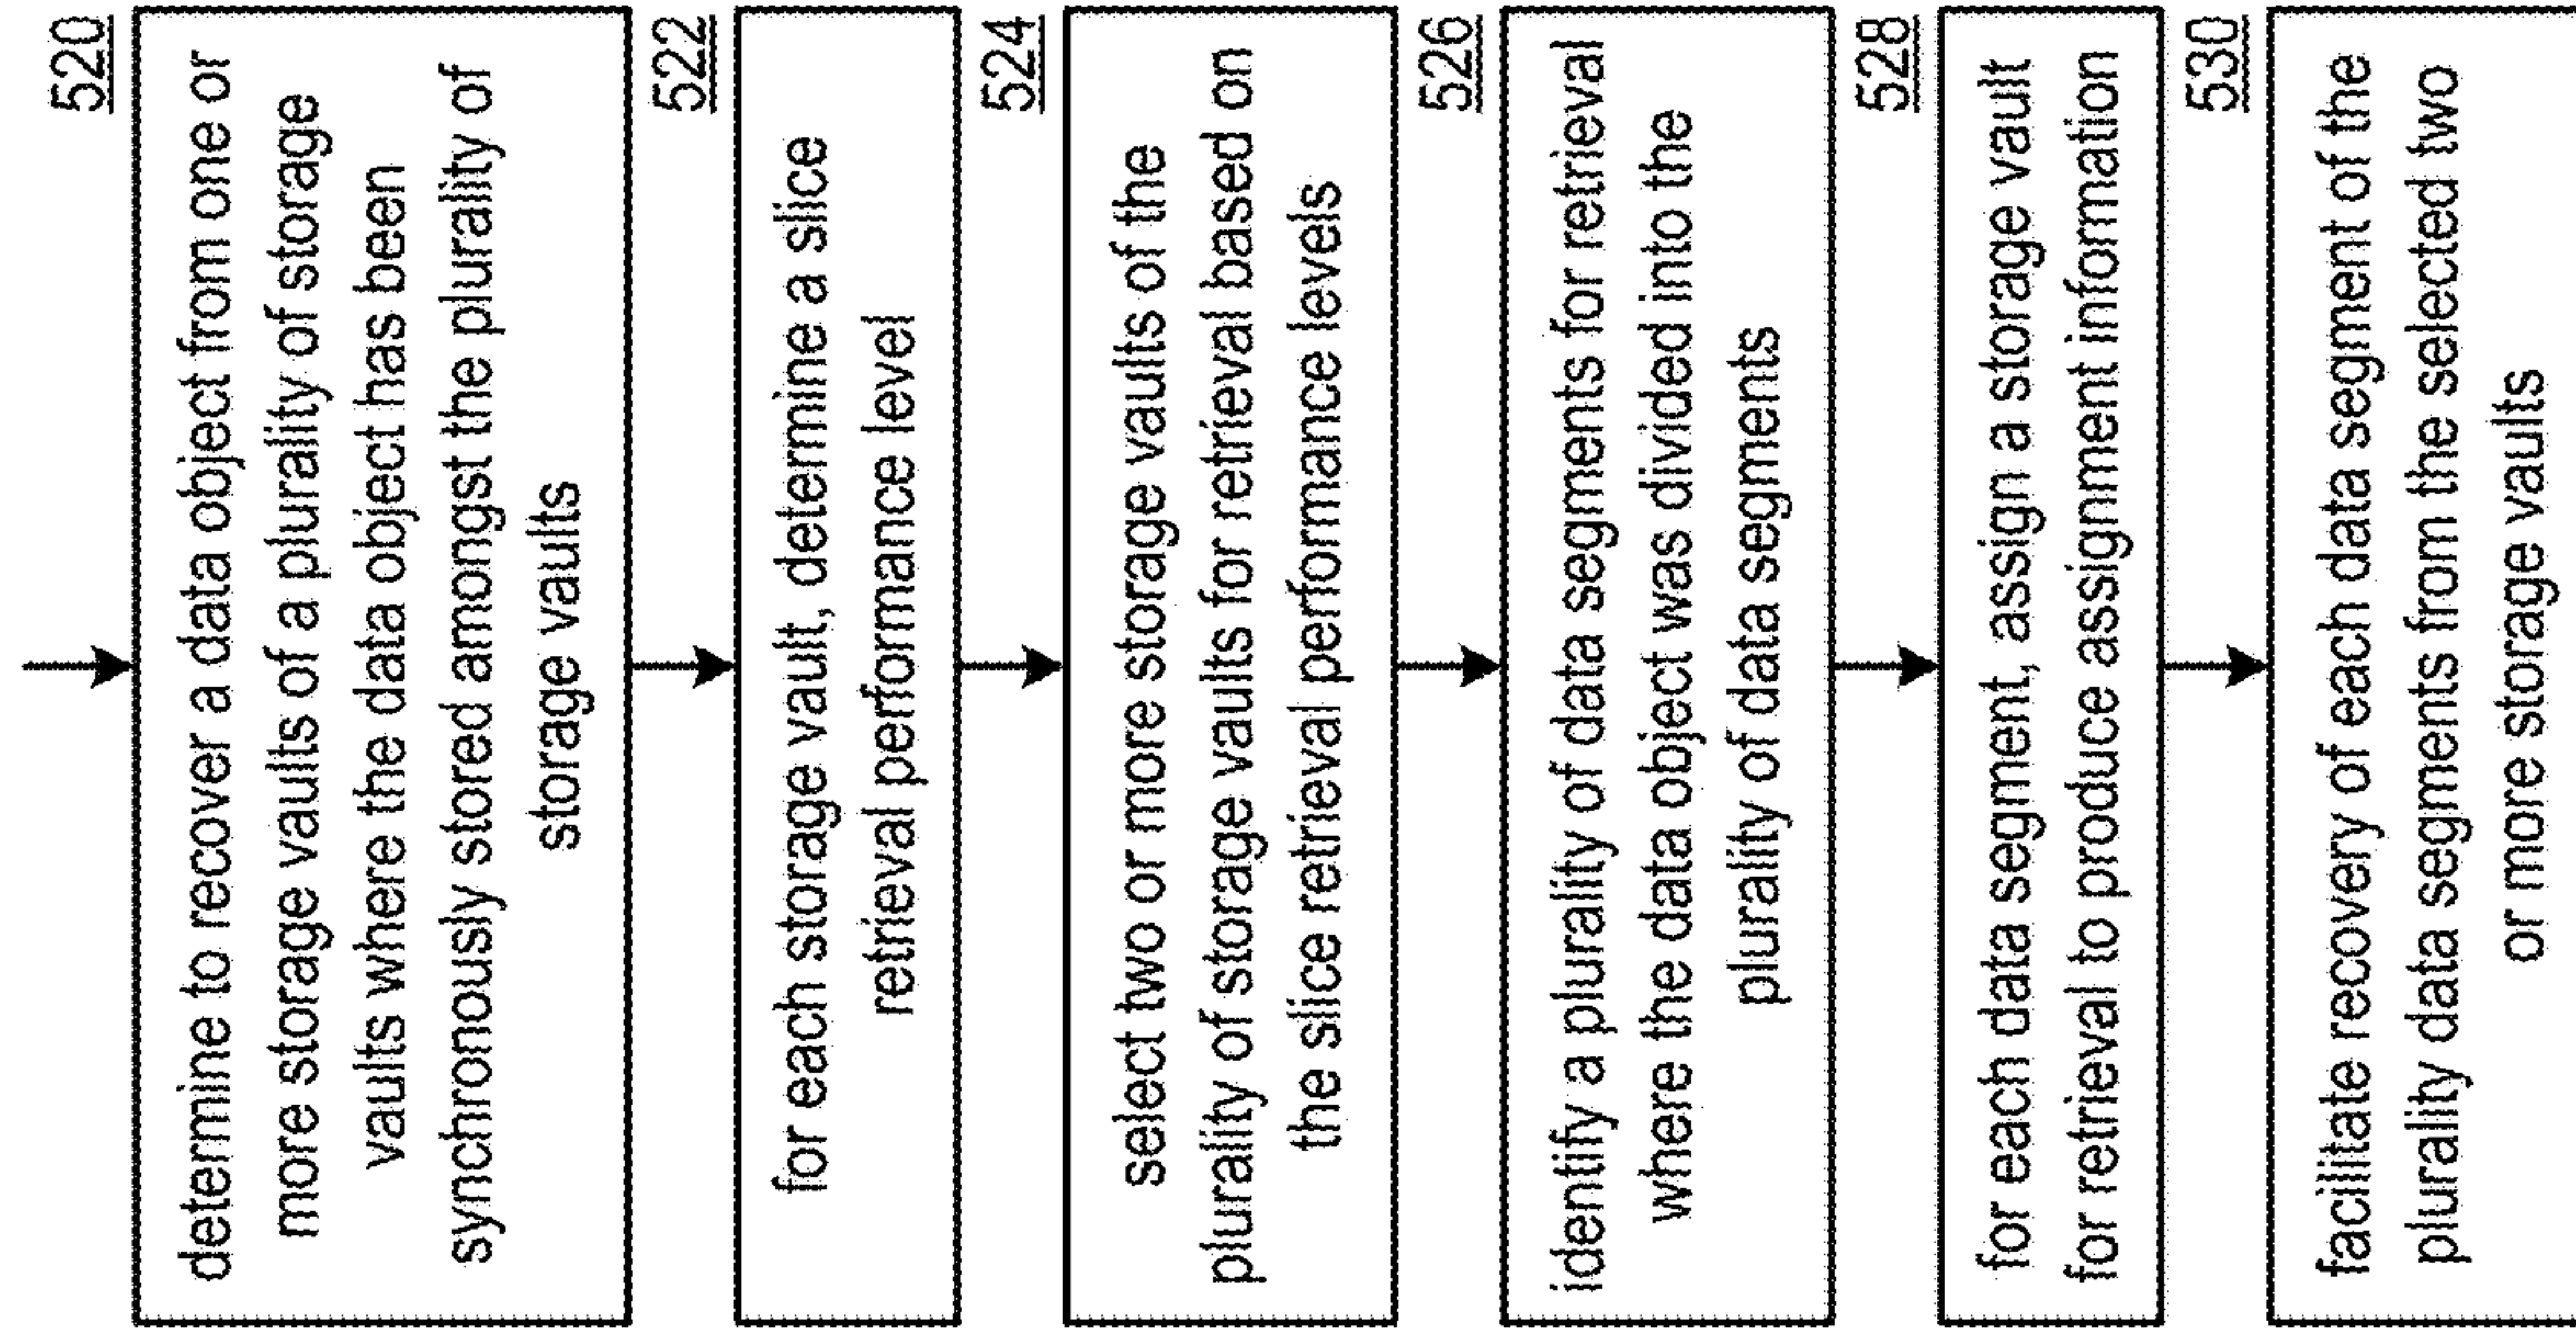 520
determine to recover a data object from one or
more storage vaults of a plurality of storage
vaults where the data object has been
synchronously stored amongst the plurality of
storage vaults
522
for each storage vault, determine a slice
retrieval performance level
524
select two or more storage vaults of the
plurality of storage vaults for retrieval based on
the slice retrieval performance levels
526
identify a plurality of data segments for retrieval
where the data object was divided into the
plurality of data segments
528
for each data segment, assign a storage vault
for retrieval to produce assignment information
530
facilitate recovery of each data segment of the
plurality data segments from the selected two
or more storage vaults